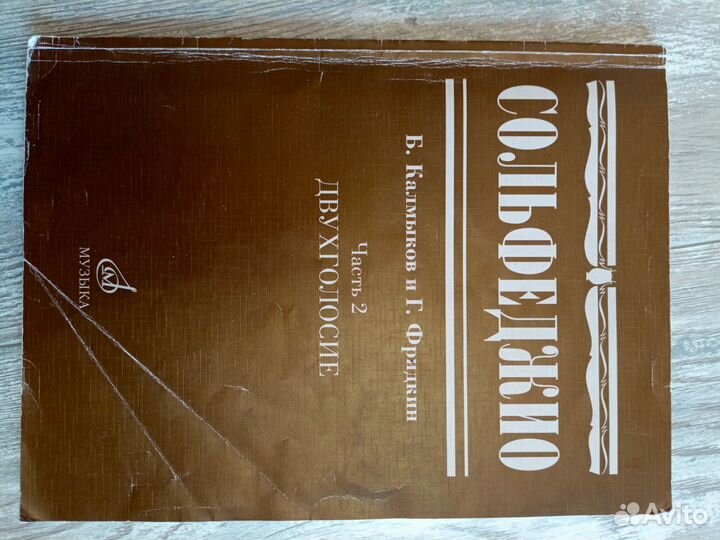 СОЛЬФЕДЖИО
Б. Калмыков и Г. Фридкин
Часть 2
ДВУХГОЛОСИЕ
М
МУЗЫКА
Avito